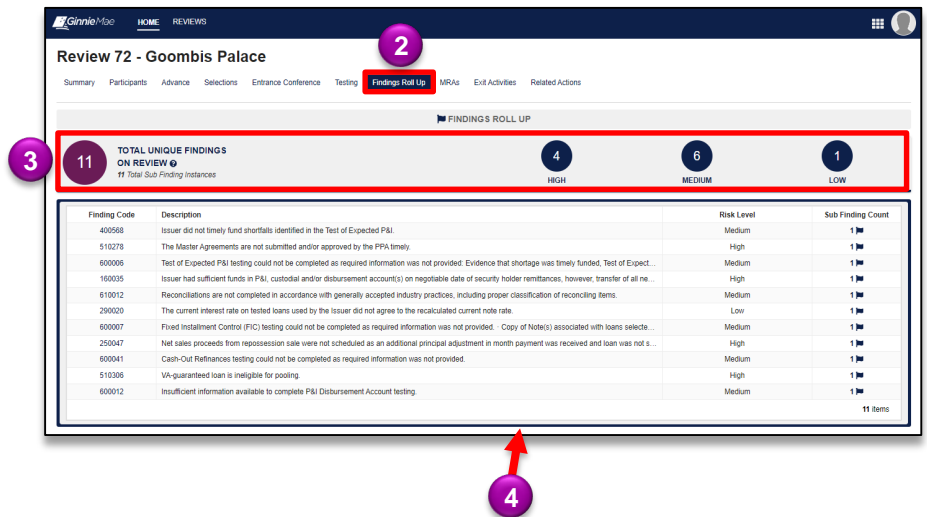 GinnieMae HOME REVIEWS
Review 72 - Goombis Palace
2
Summary Participants Advance Selections Entrance Conference Testing Findings Roll Up MRAs Exit Activities Related Actions
FINDINGS ROLL UP
3
11
TOTAL UNIQUE FINDINGS
ON REVIEW
11 Total Sub Finding Instances
4
HIGH
6
MEDIUM
1
LOW
Finding Code Description Risk Level Sub Finding Count
400568 Issuer did not timely fund shortfalls identified in the Test of Expected P&I. Medium 1
510278 The Master Agreements are not submitted and/or approved by the PPA timely. High 1
600006 Test of Expected P&I testing could not be completed as required information was not provided: Evidence that shortage was timely funded, Test of Expect... Medium 1
160035 Issuer had sufficient funds in P&I, custodial and/or disbursement account(s) on negotiable date of security holder remittances, however, transfer of all ne... High 1
610012 Reconciliations are not completed in accordance with generally accepted industry practices, including proper classification of reconciling items. Medium 1
290020 The current interest rate on tested loans used by the Issuer did not agree to the recalculated current note rate. Low 1
600007 Fixed Installment Control (FIC) testing could not be completed as required information was not provided. · Copy of Note(s) associated with loans selecte... Medium 1
250047 Net sales proceeds from repossession sale were not scheduled as an additional principal adjustment in month payment was received and loan was not s... High 1
600041 Cash-Out Refinances testing could not be completed as required information was not provided. Medium 1
510306 VA-guaranteed loan is ineligible for pooling. High 1
600012 Insufficient information available to complete P&I Disbursement Account testing. Medium 1
11 items
4